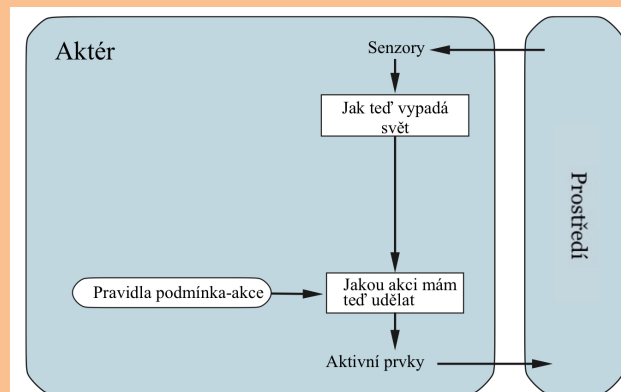 Aktér
Senzory
Jak teď vypadá
svět
Prostředí
Pravidla podmínka-akce
Jakou akci mám
teď udělat
Aktivní prvky